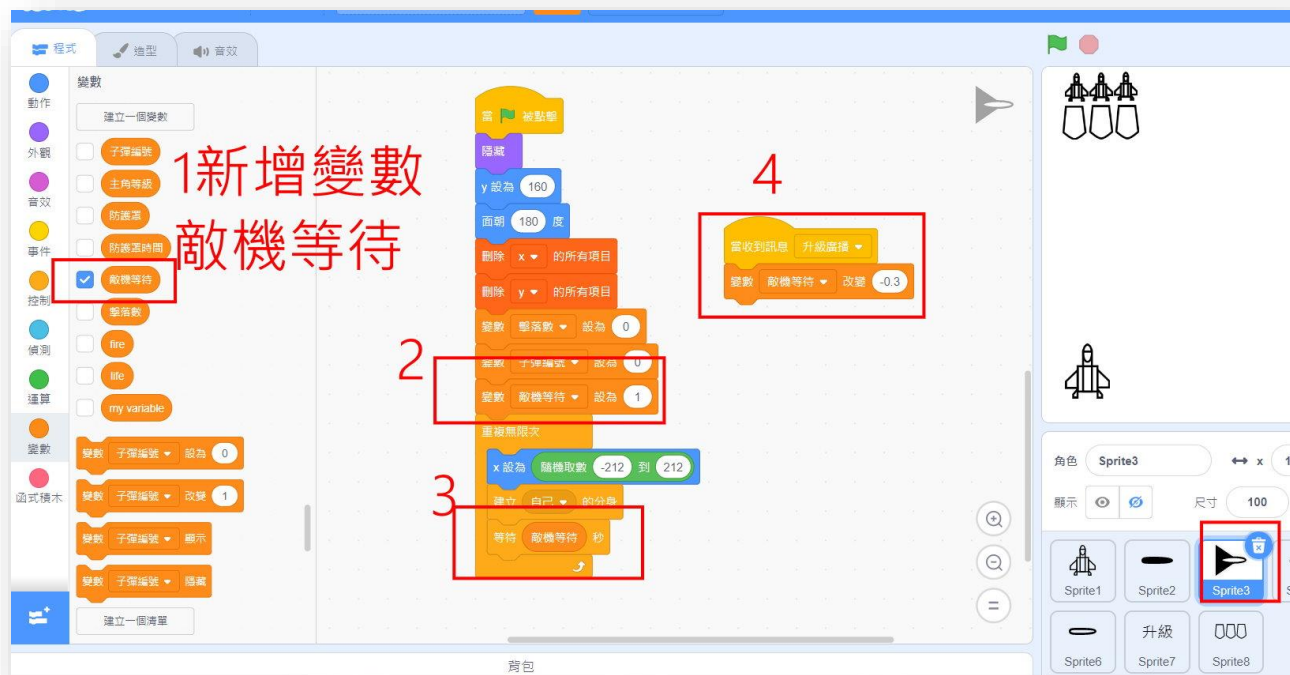 程式
造型
音效
動作
外觀
音效
事件
控制
偵測
運算
變數
函式積木
變數
建立一個變數
子彈編號
主角等級
防護罩
防護罩時間
敵機等待
擊落數
fire
life
my variable
變數 子彈編號 設為 0
變數 子彈編號 改變 1
變數 子彈編號 顯示
變數 子彈編號 隱藏
建立一個清單
1新增變數
敵機等待
當 被點擊
隱藏
y 設為 160
面朝 180 度
刪除 x 的所有項目
刪除 y 的所有項目
變數 擊落數 設為 0
2
變數 子彈編號 設為 0
變數 敵機等待 設為 1
重複無限次
x 設為 隨機取數 -212 到 212
3
建立 自己 的分身
等待 敵機等待 秒
4
當收到訊息 升級廣播
變數 敵機等待 改變 -0.3
背包
角色 Sprite3 x 1
顯示 尺寸 100
Sprite1
Sprite2
Sprite3
S
Sprite6
升級
Sprite7
Sprite8